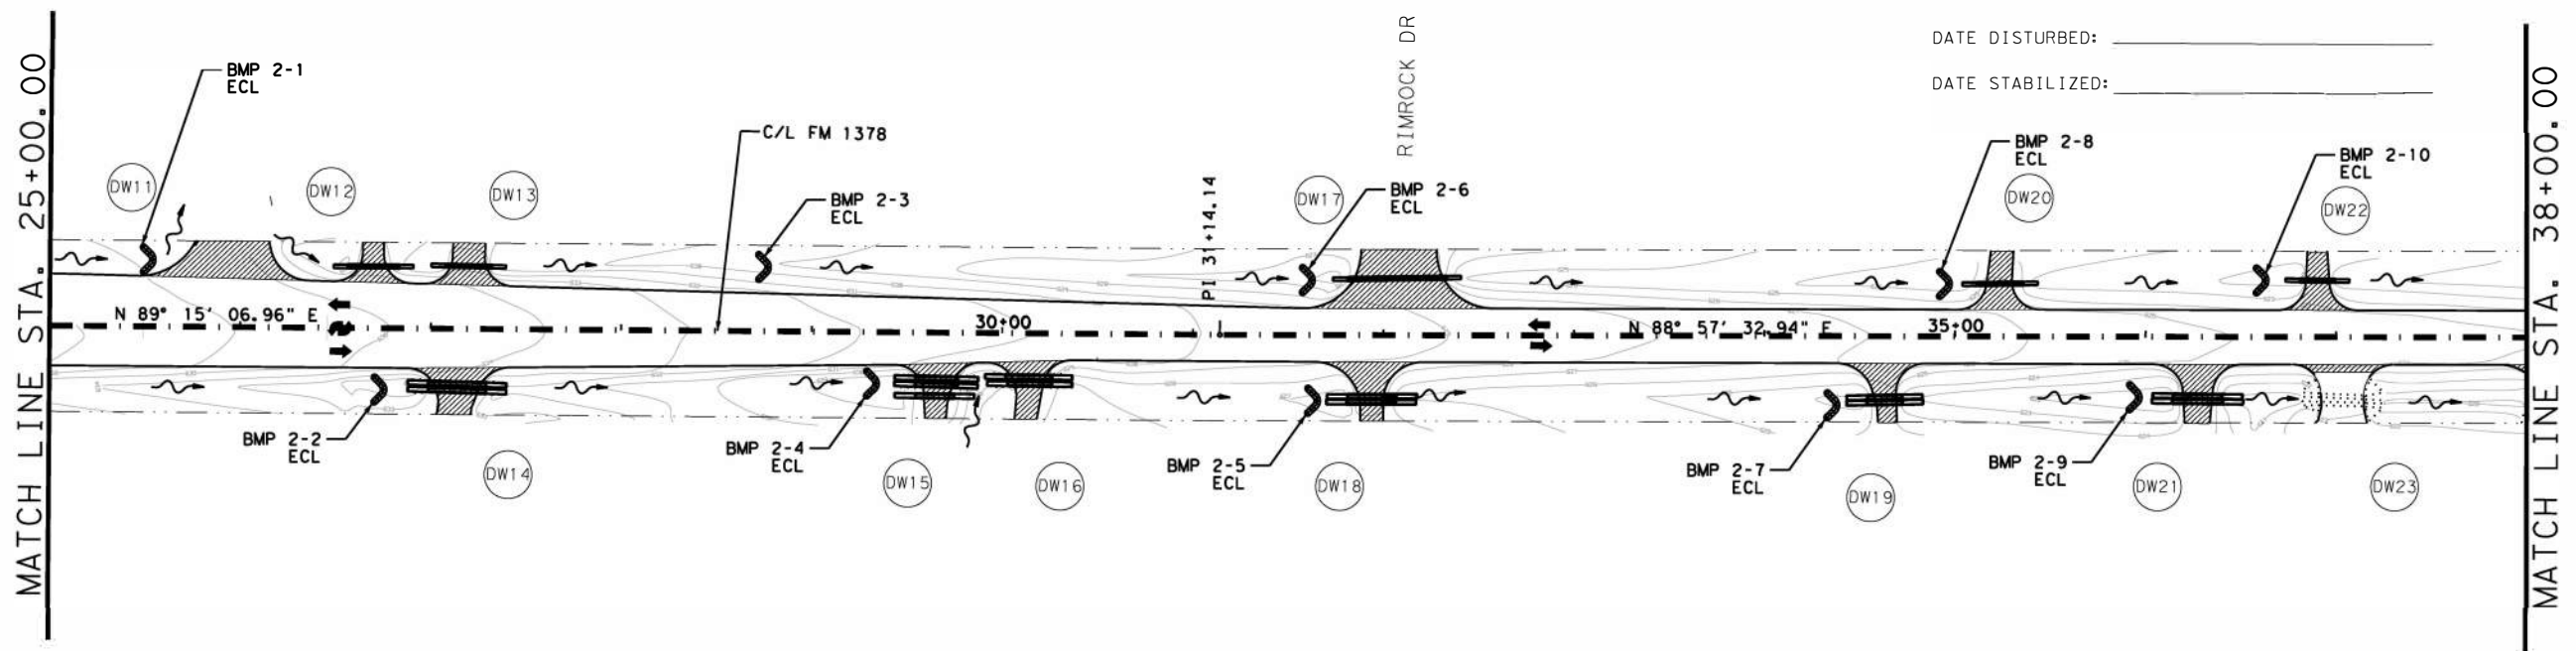 MATCH LINE STA. 25+00.00
BMP 2-1
ECL
DW11
DW12
DW13
C/L FM 1378
BMP 2-3
ECL
PI 31+14.14
DW17
BMP 2-6
ECL
RIMROCK DR
DATE DISTURBED:
DATE STABILIZED:
BMP 2-8
ECL
DW20
BMP 2-10
ECL
DW22
N 89° 15' 06.96" E
30+00
N 88° 57' 32.94" E
35+00
BMP 2-2
ECL
DW14
BMP 2-4
ECL
DW15
DW16
BMP 2-5
ECL
DW18
BMP 2-7
ECL
DW19
BMP 2-9
ECL
DW21
DW23
MATCH LINE STA. 38+00.00